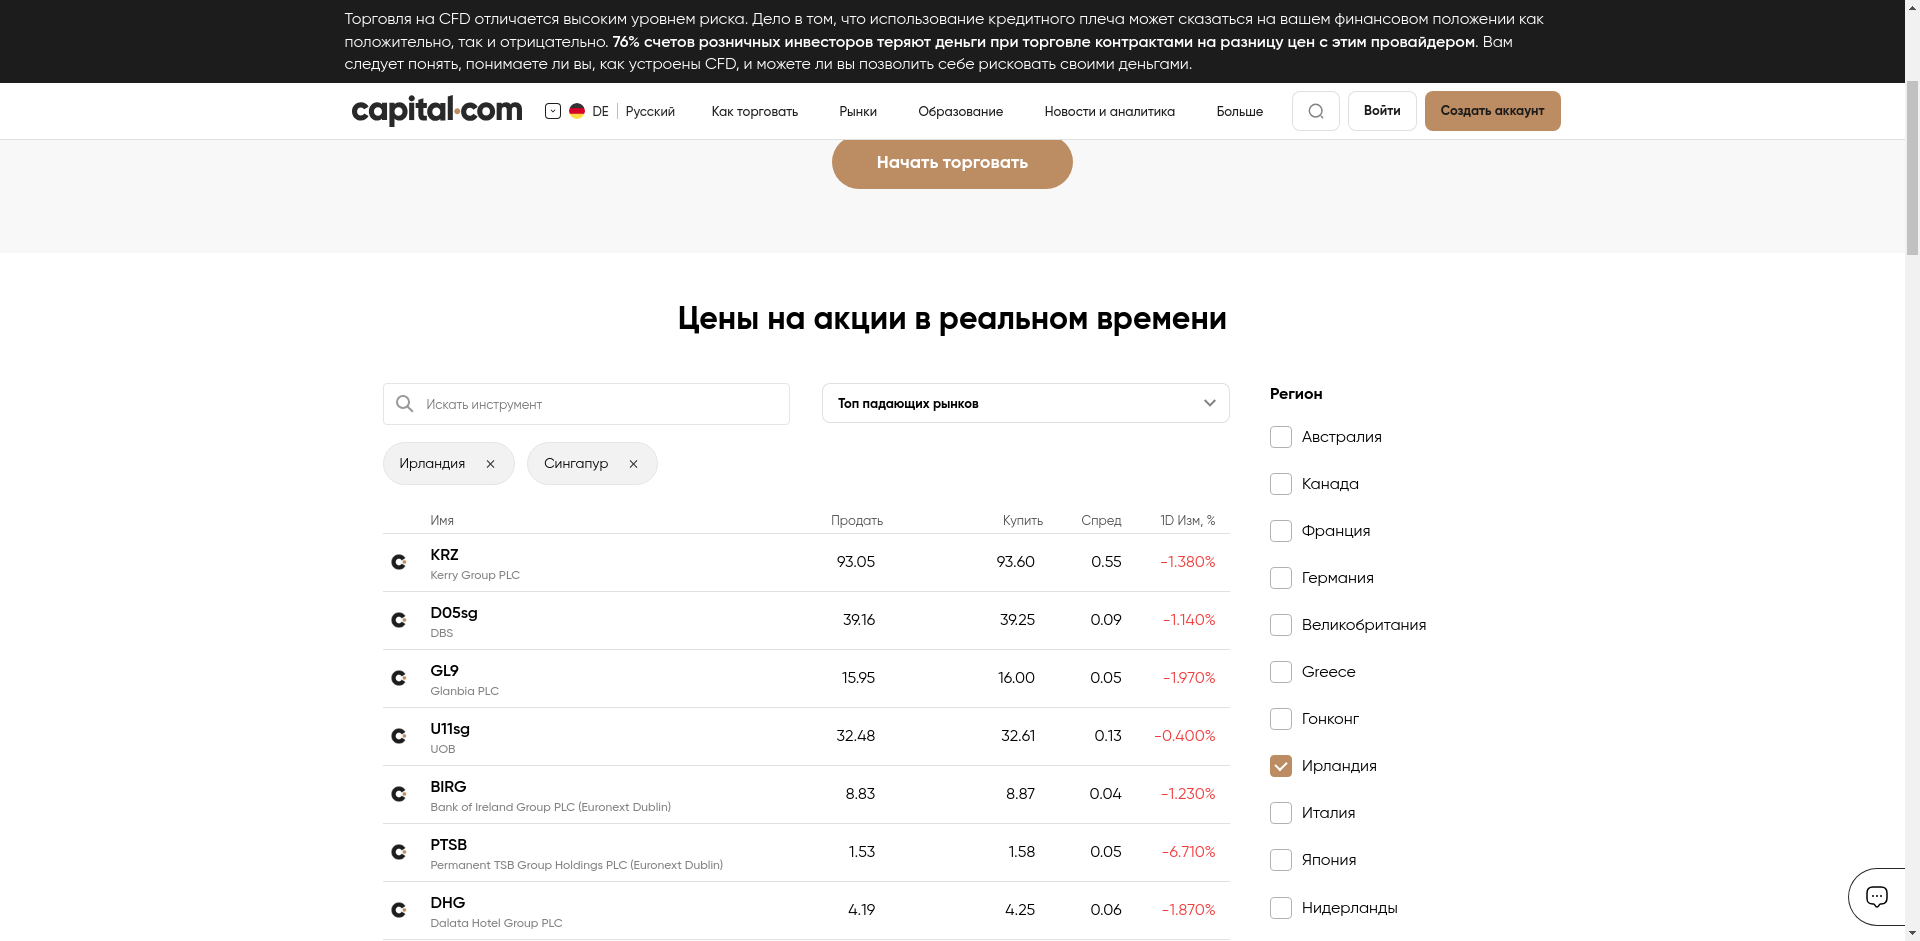 Торговля на CFD отличается высоким уровнем риска. Дело в том, что использование кредитного плеча может сказаться на вашем финансовом положении как
положительно, так и отрицательно. 76% счетов розничных инвесторов теряют деньги при торговле контрактами на разницу цен с этим провайдером. Вам
следует понять, понимаете ли вы, как устроены CFD, и можете ли вы позволить себе рисковать своими деньгами.
capital.com DE Русский Как торговать Рынки Образование Новости и аналитика Больше Войти Создать аккаунт
Начать торговать
Цены на акции в реальном времени
Искать инструмент
Топ падающих рынков
Ирландия
Сингапур
Имя Продать Купить Спред 1D Изм, %
KRZ 93.05 93.60 0.55 -1.380%
Kerry Group PLC
D05sg 39.16 39.25 0.09 -1.140%
DBS
GL9 15.95 16.00 0.05 -1.970%
Glanbia PLC
U11sg 32.48 32.61 0.13 -0.400%
UOB
BIRG 8.83 8.87 0.04 -1.230%
Bank of Ireland Group PLC (Euronext Dublin)
PTSB 1.53 1.58 0.05 -6.710%
Permanent TSB Group Holdings PLC (Euronext Dublin)
DHG 4.19 4.25 0.06 -1.870%
Dalata Hotel Group PLC
Регион
Австралия
Канада
Франция
Германия
Великобритания
Greece
Гонконг
Ирландия
Италия
Япония
Нидерланды